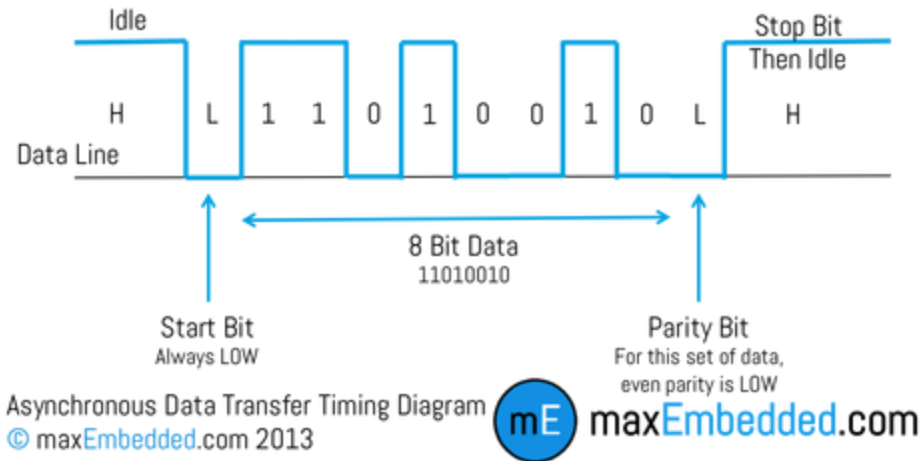 Idle
Stop Bit
Then Idle
H L 1 1 0 1 0 0 1 0 L H
Data Line
8 Bit Data
11010010
Start Bit
Always LOW
Parity Bit
For this set of data,
even parity is LOW
Asynchronous Data Transfer Timing Diagram
© maxEmbedded.com 2013
mE maxEmbedded.com